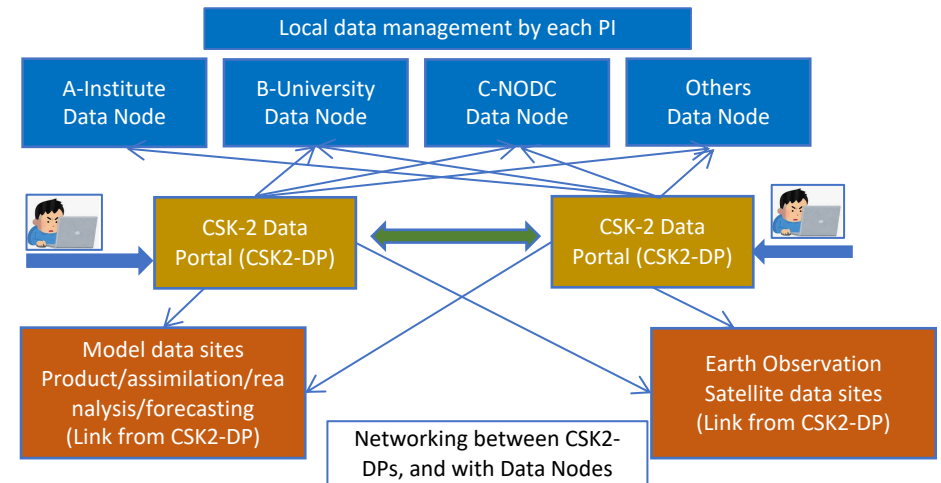 Local data management by each PI
A-Institute
Data Node
B-University
Data Node
C-NODC
Data Node
Others
Data Node
CSK-2 Data
Portal (CSK2-DP)
CSK-2 Data
Portal (CSK2-DP)
Model data sites
Product/assimilation/rea
nalysis/forecasting
(Link from CSK2-DP)
Earth Observation
Satellite data sites
(Link from CSK2-DP)
Networking between CSK2-
DPs, and with Data Nodes